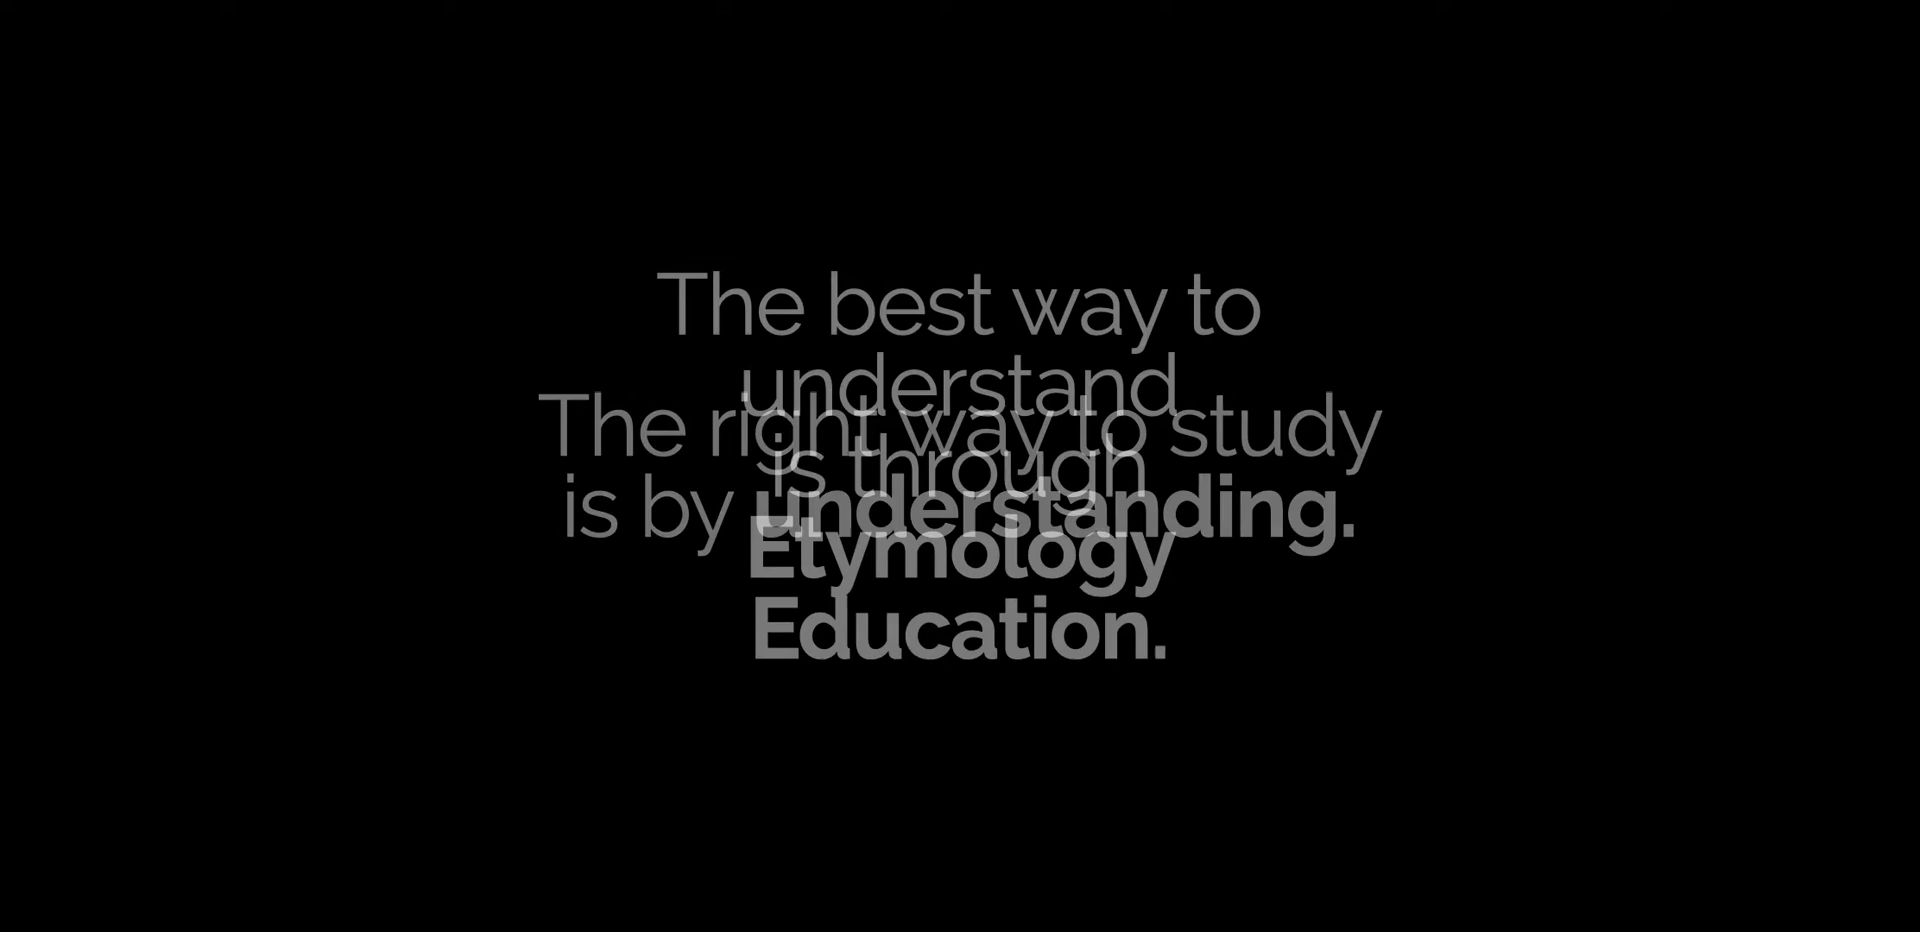 The best way to
understand
is through
Etymology
Education.
The right way to study
is by understanding.